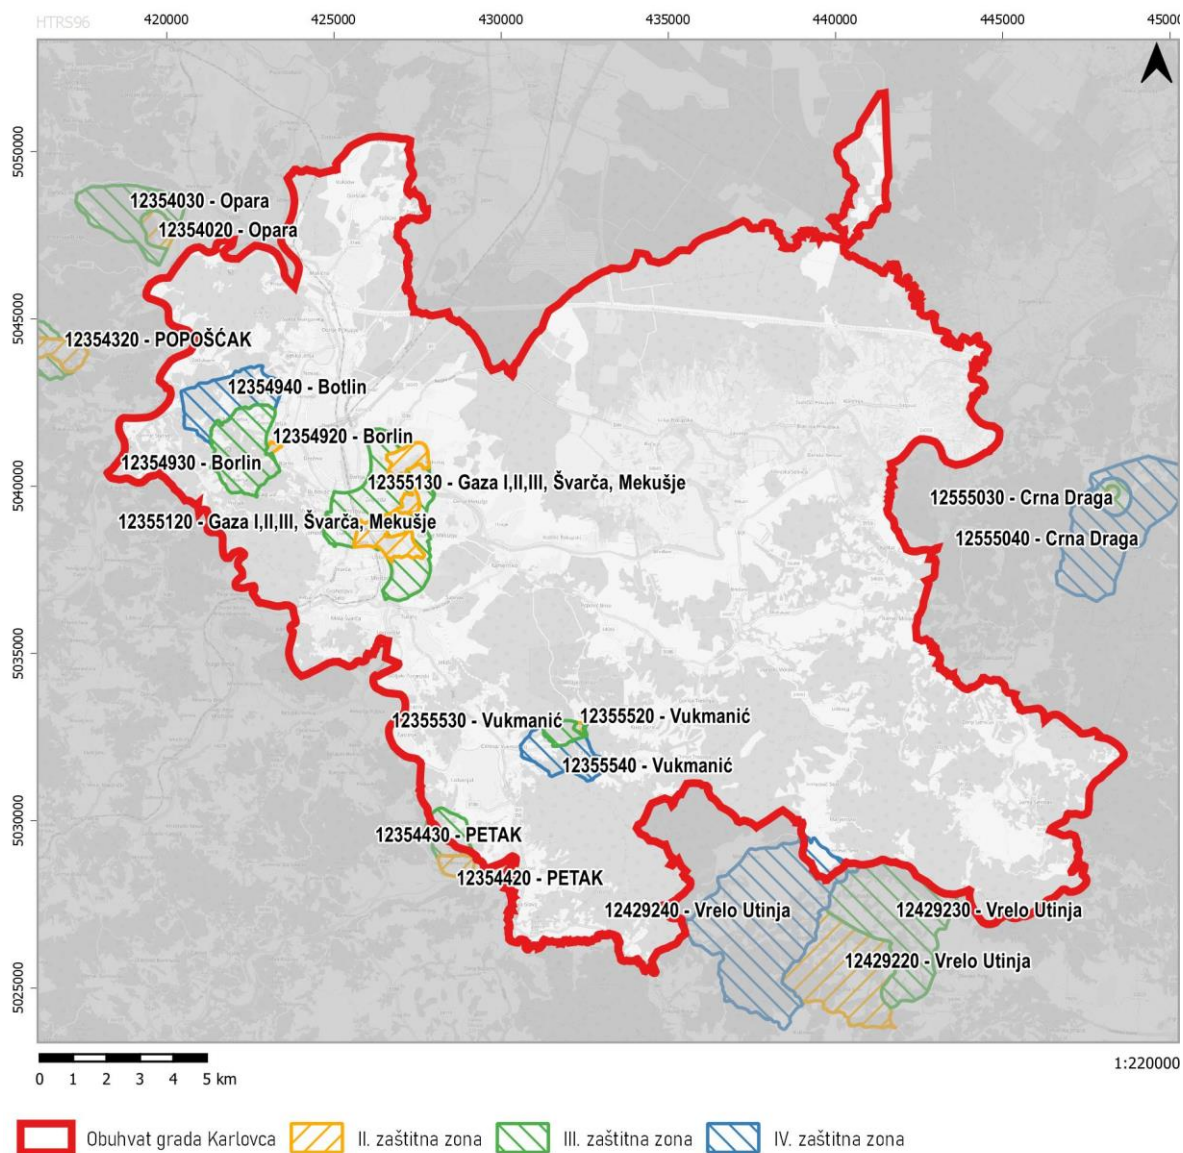 HTRS96
420000 425000 430000 435000 440000 445000 45000
5050000
5045000
5040000
5035000
5030000
5025000
12354030 - Opara
12354020 - Opara
12354320 - POPOŠĆAK
12354940 - Botlin
12354920 - Borlin
12354930 - Borlin
12355130 - Gaza I,II,III, Švarča, Mekušje
12355120 - Gaza I,II,III, Švarča, Mekušje
12555030 - Crna Draga
12555040 - Crna Draga
12355530 - Vukmanić
12355520 - Vukmanić
12355540 - Vukmanić
12354430 - PETAK
12354420 - PETAK
12429240 - Vrelo Utinja
12429230 - Vrelo Utinja
12429220 - Vrelo Utinja
0 1 2 3 4 5 km
1:220000
Obuhvat grada Karlovca II. zaštitna zona III. zaštitna zona IV. zaštitna zona